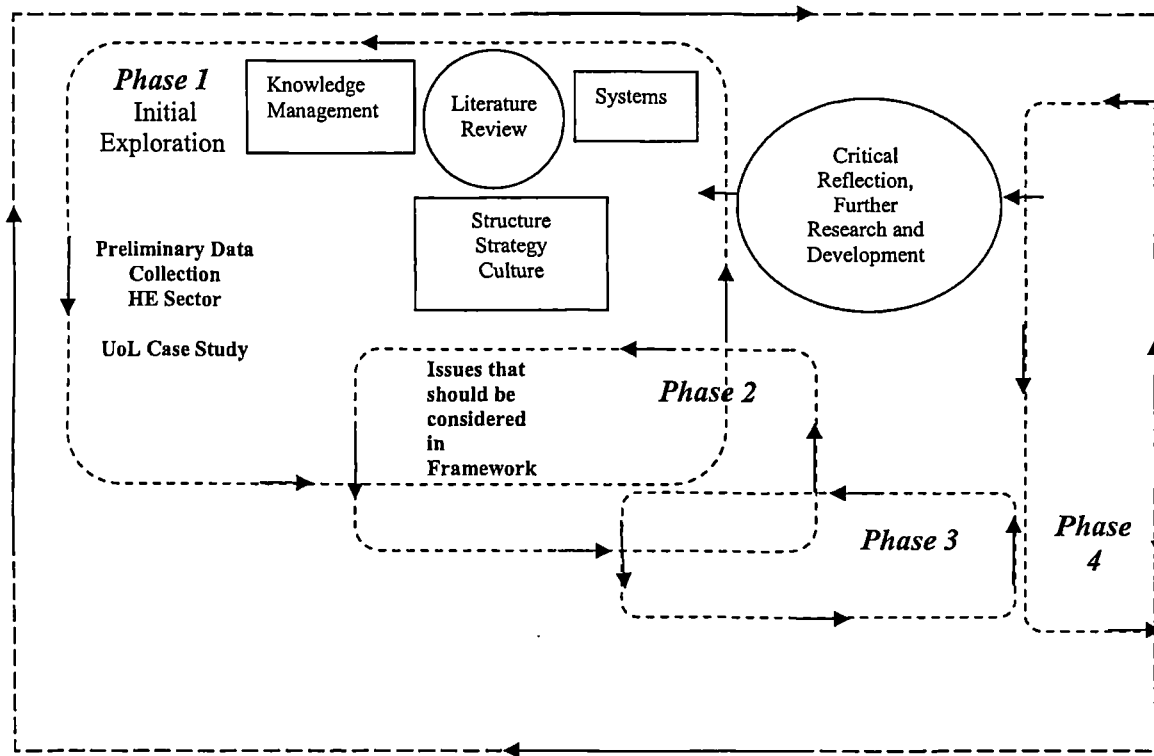 Phase 1
Initial
Exploration
Knowledge
Management
Literature
Review
Systems
Structure
Strategy
Culture
Critical
Reflection,
Further
Research and
Development
Preliminary Data
Collection
HE Sector
UoL Case Study
Issues that
should be
considered
in
Framework
Phase 2
Phase 3
Phase
4